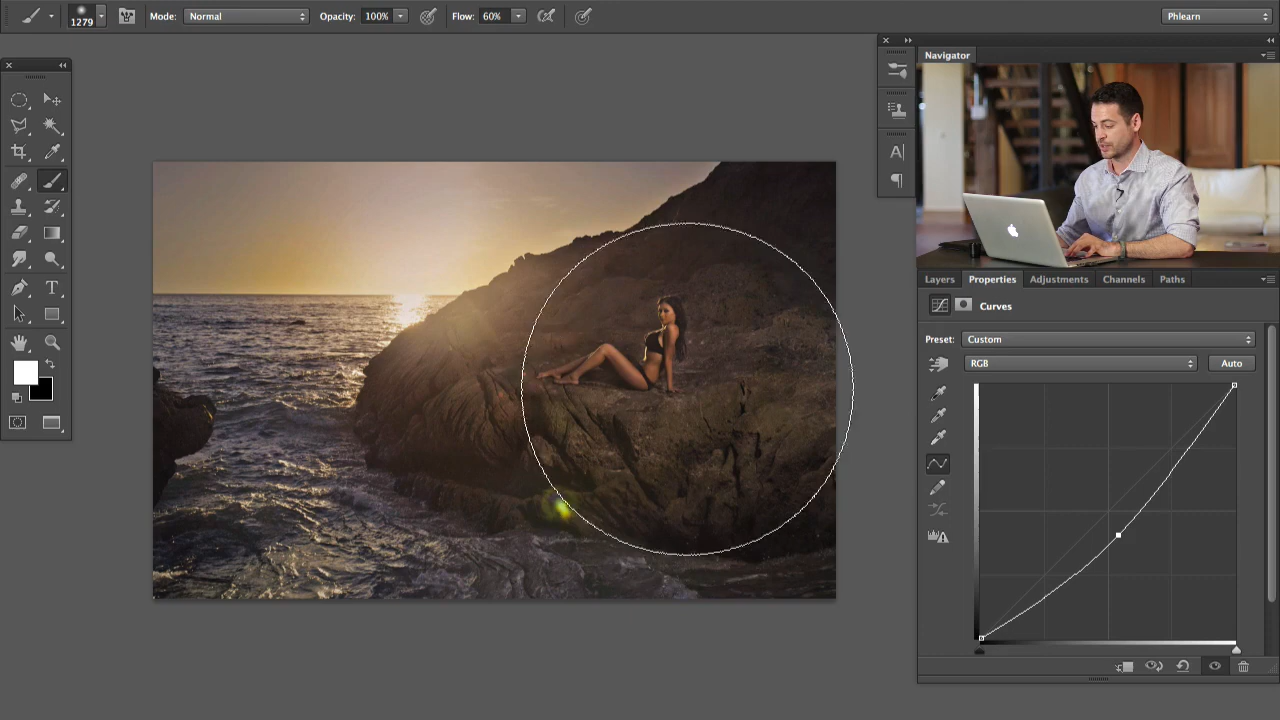 1279 Mode: Normal Opacity: 100% Flow: 60% Phlearn
Navigator
Layers Properties Adjustments Channels Paths
Curves
Preset: Custom
RGB Auto